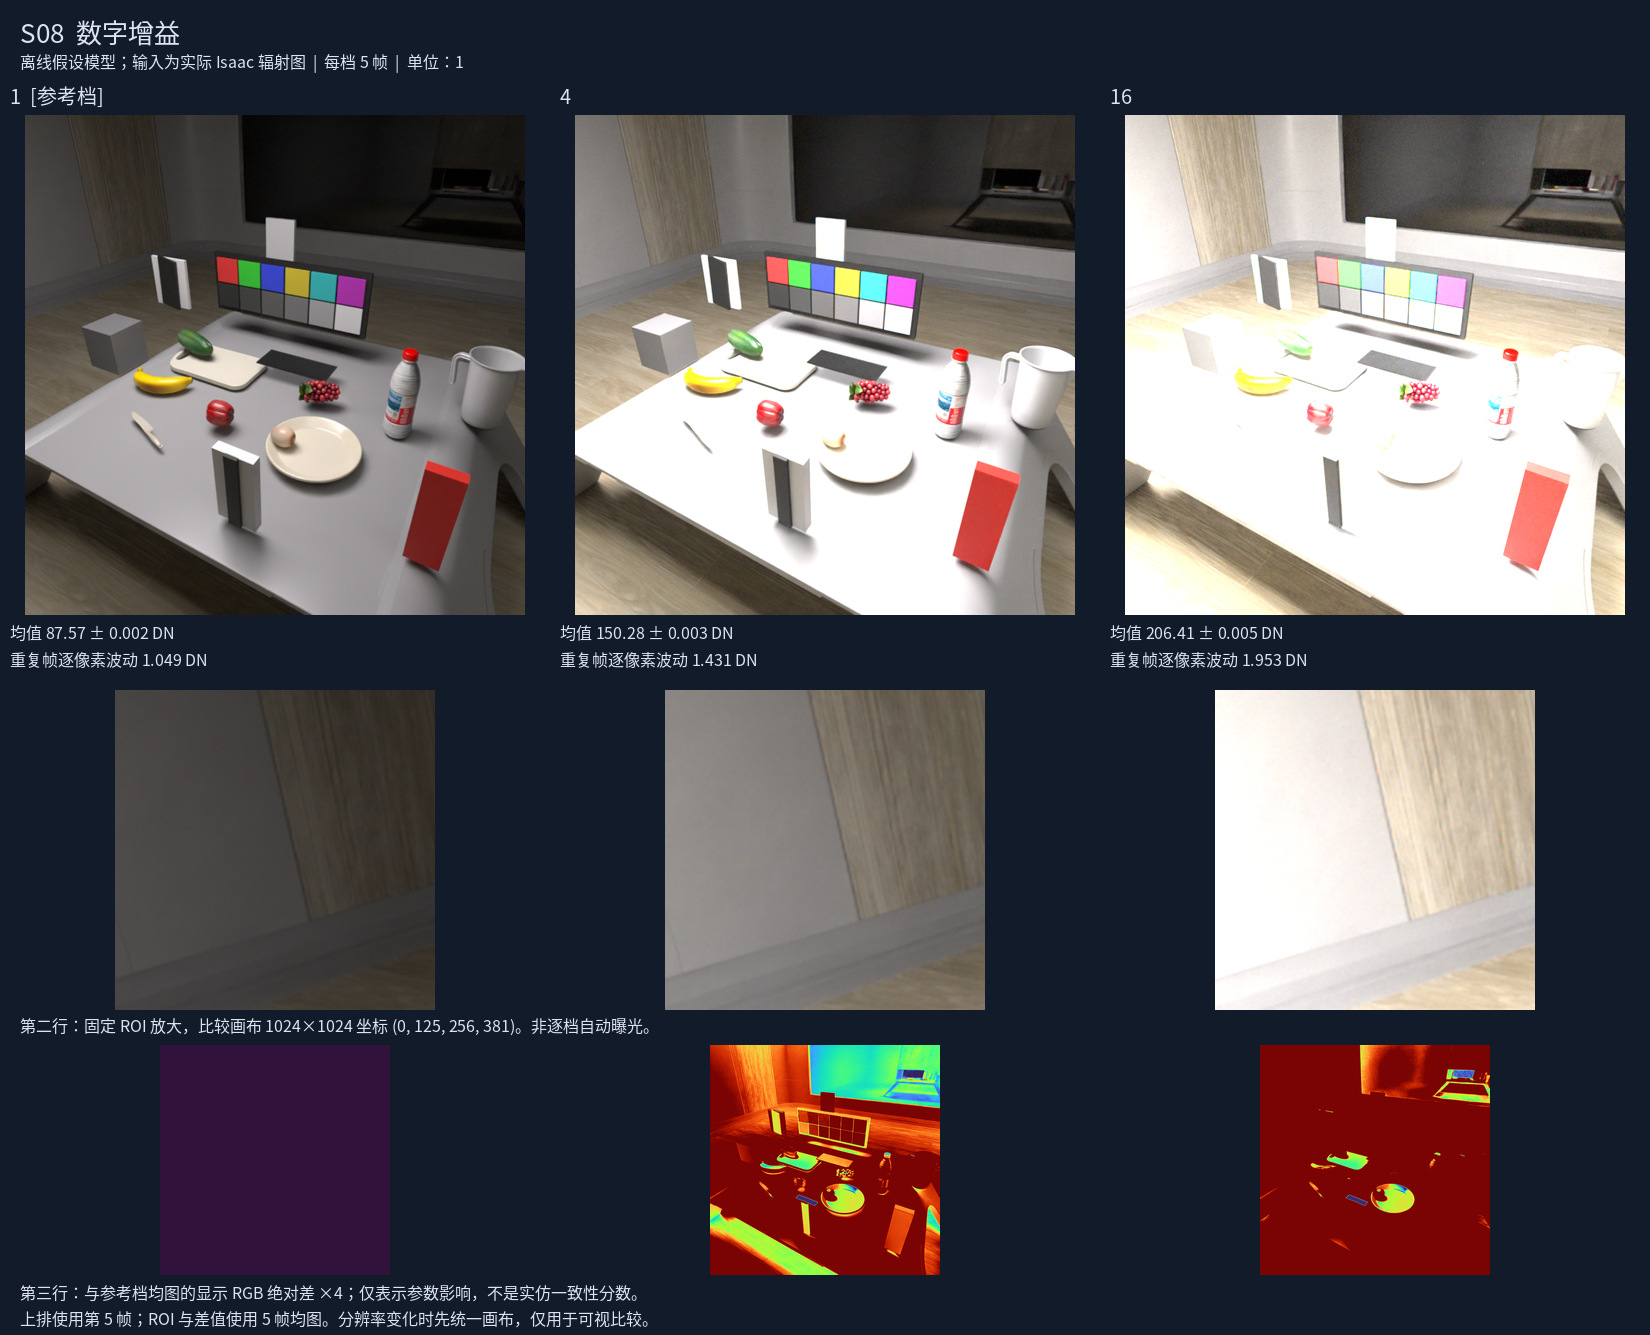 S08 数字增益
离线假设模型；输入为实际 Isaac 辐射图 | 每档 5 帧 | 单位：1
1 [参考档]
4
16
均值 87.57 ± 0.002 DN
重复帧逐像素波动 1.049 DN
均值 150.28 ± 0.003 DN
重复帧逐像素波动 1.431 DN
均值 206.41 ± 0.005 DN
重复帧逐像素波动 1.953 DN
第二行：固定 ROI 放大，比较画布 1024×1024 坐标 (0, 125, 256, 381)。非逐档自动曝光。
第三行：与参考档均图的显示 RGB 绝对差 ×4；仅表示参数影响，不是实仿一致性分数。
上排使用第 5 帧；ROI 与差值使用 5 帧均图。分辨率变化时先统一画布，仅用于可视比较。